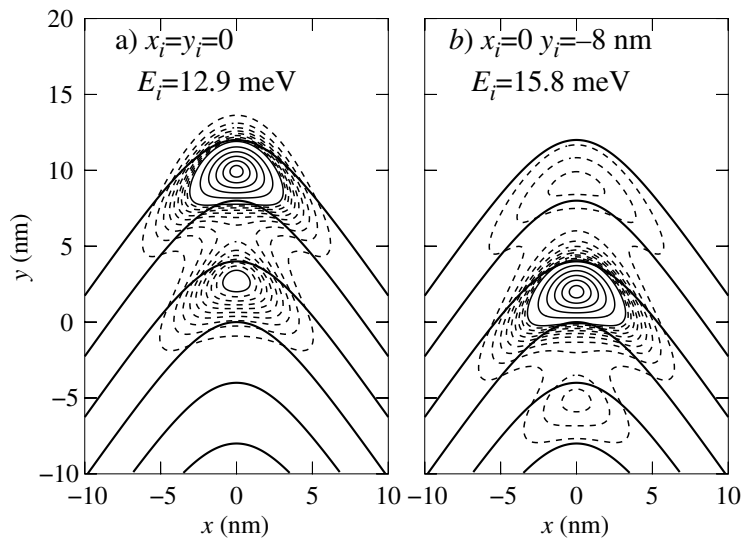 a) xᵢ=yᵢ=0
Eᵢ=12.9 meV
b) xᵢ=0 yᵢ=–8 nm
Eᵢ=15.8 meV
20
15
10
5
0
−5
−10
y (nm)
−10 −5 0 5 10
−10 −5 0 5 10
x (nm)
x (nm)